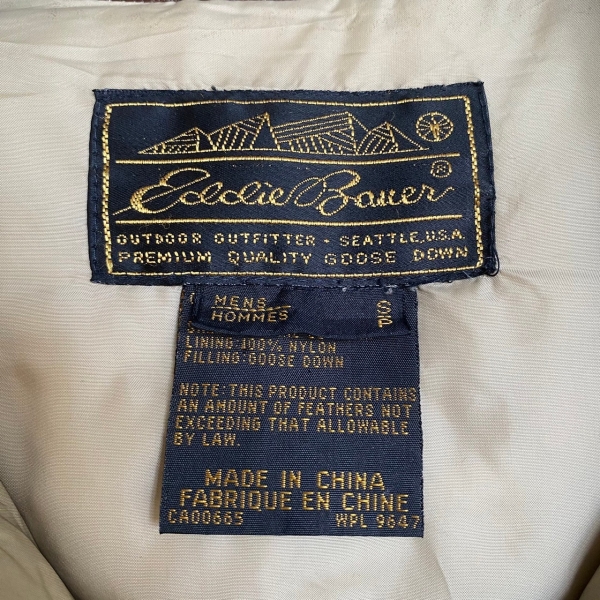 Eddie Bauer®
OUTDOOR OUTFITTER - SEATTLE, U.S.A.
PREMIUM QUALITY GOOSE DOWN
MENS S
HOMMES P
LINING:100% NYLON
FILLING:GOOSE DOWN
NOTE:THIS PRODUCT CONTAINS
AN AMOUNT OF FEATHERS NOT
EXCEEDING THAT ALLOWABLE
BY LAW.
MADE IN CHINA
FABRIQUE EN CHINE
CA00665 WPL 9647